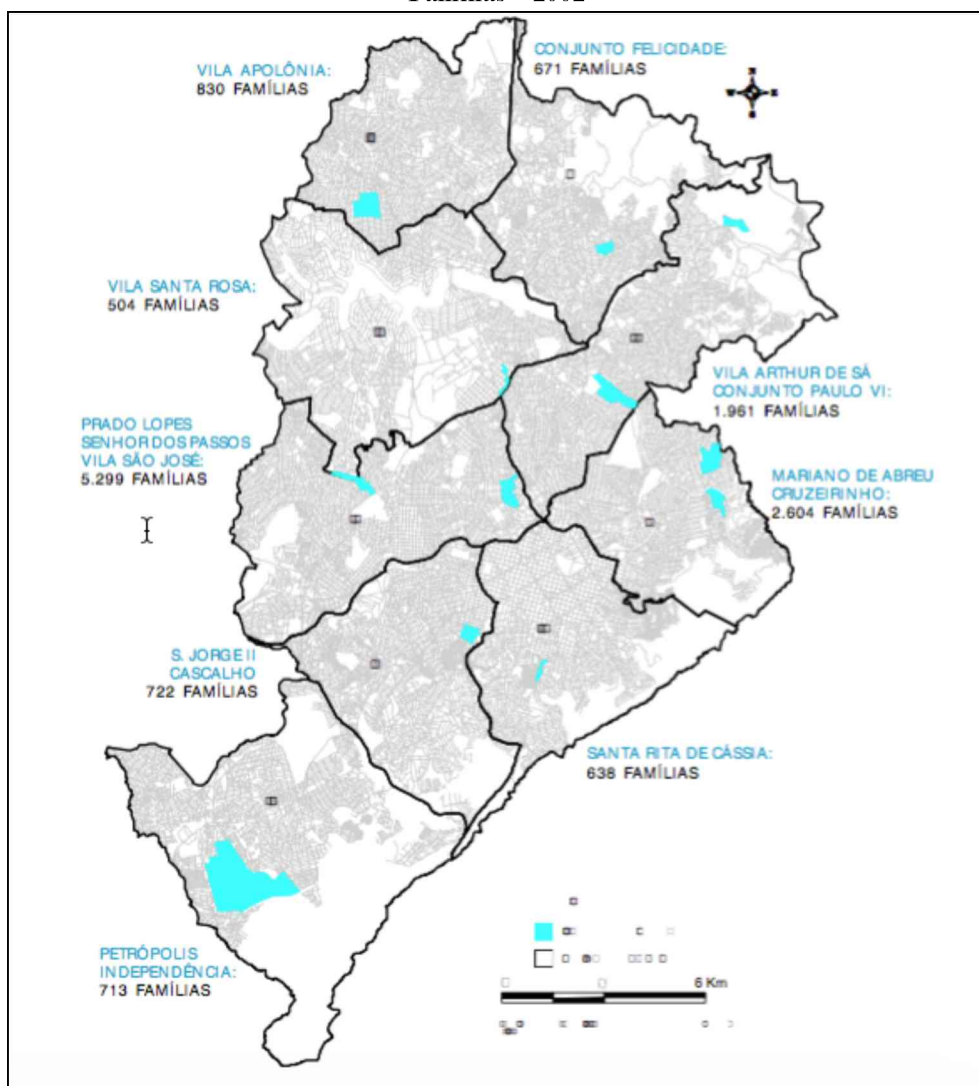 CONJUNTO FELICIDADE:
671 FAMÍLIAS
VILA APOLÔNIA:
830 FAMÍLIAS
VILA SANTA ROSA:
504 FAMÍLIAS
VILA ARTHUR DE SÁ
CONJUNTO PAULO VI:
1.961 FAMÍLIAS
PRADO LOPES
SENHOR DOS PASSOS
VILA SÃO JOSÉ:
5.299 FAMÍLIAS
MARIANO DE ABREU
CRUZEIRINHO:
2.604 FAMÍLIAS
S. JORGE II
CASCALHO
722 FAMÍLIAS
SANTA RITA DE CÁSSIA:
638 FAMÍLIAS
PETRÓPOLIS
INDEPENDÊNCIA:
713 FAMÍLIAS
6 Km